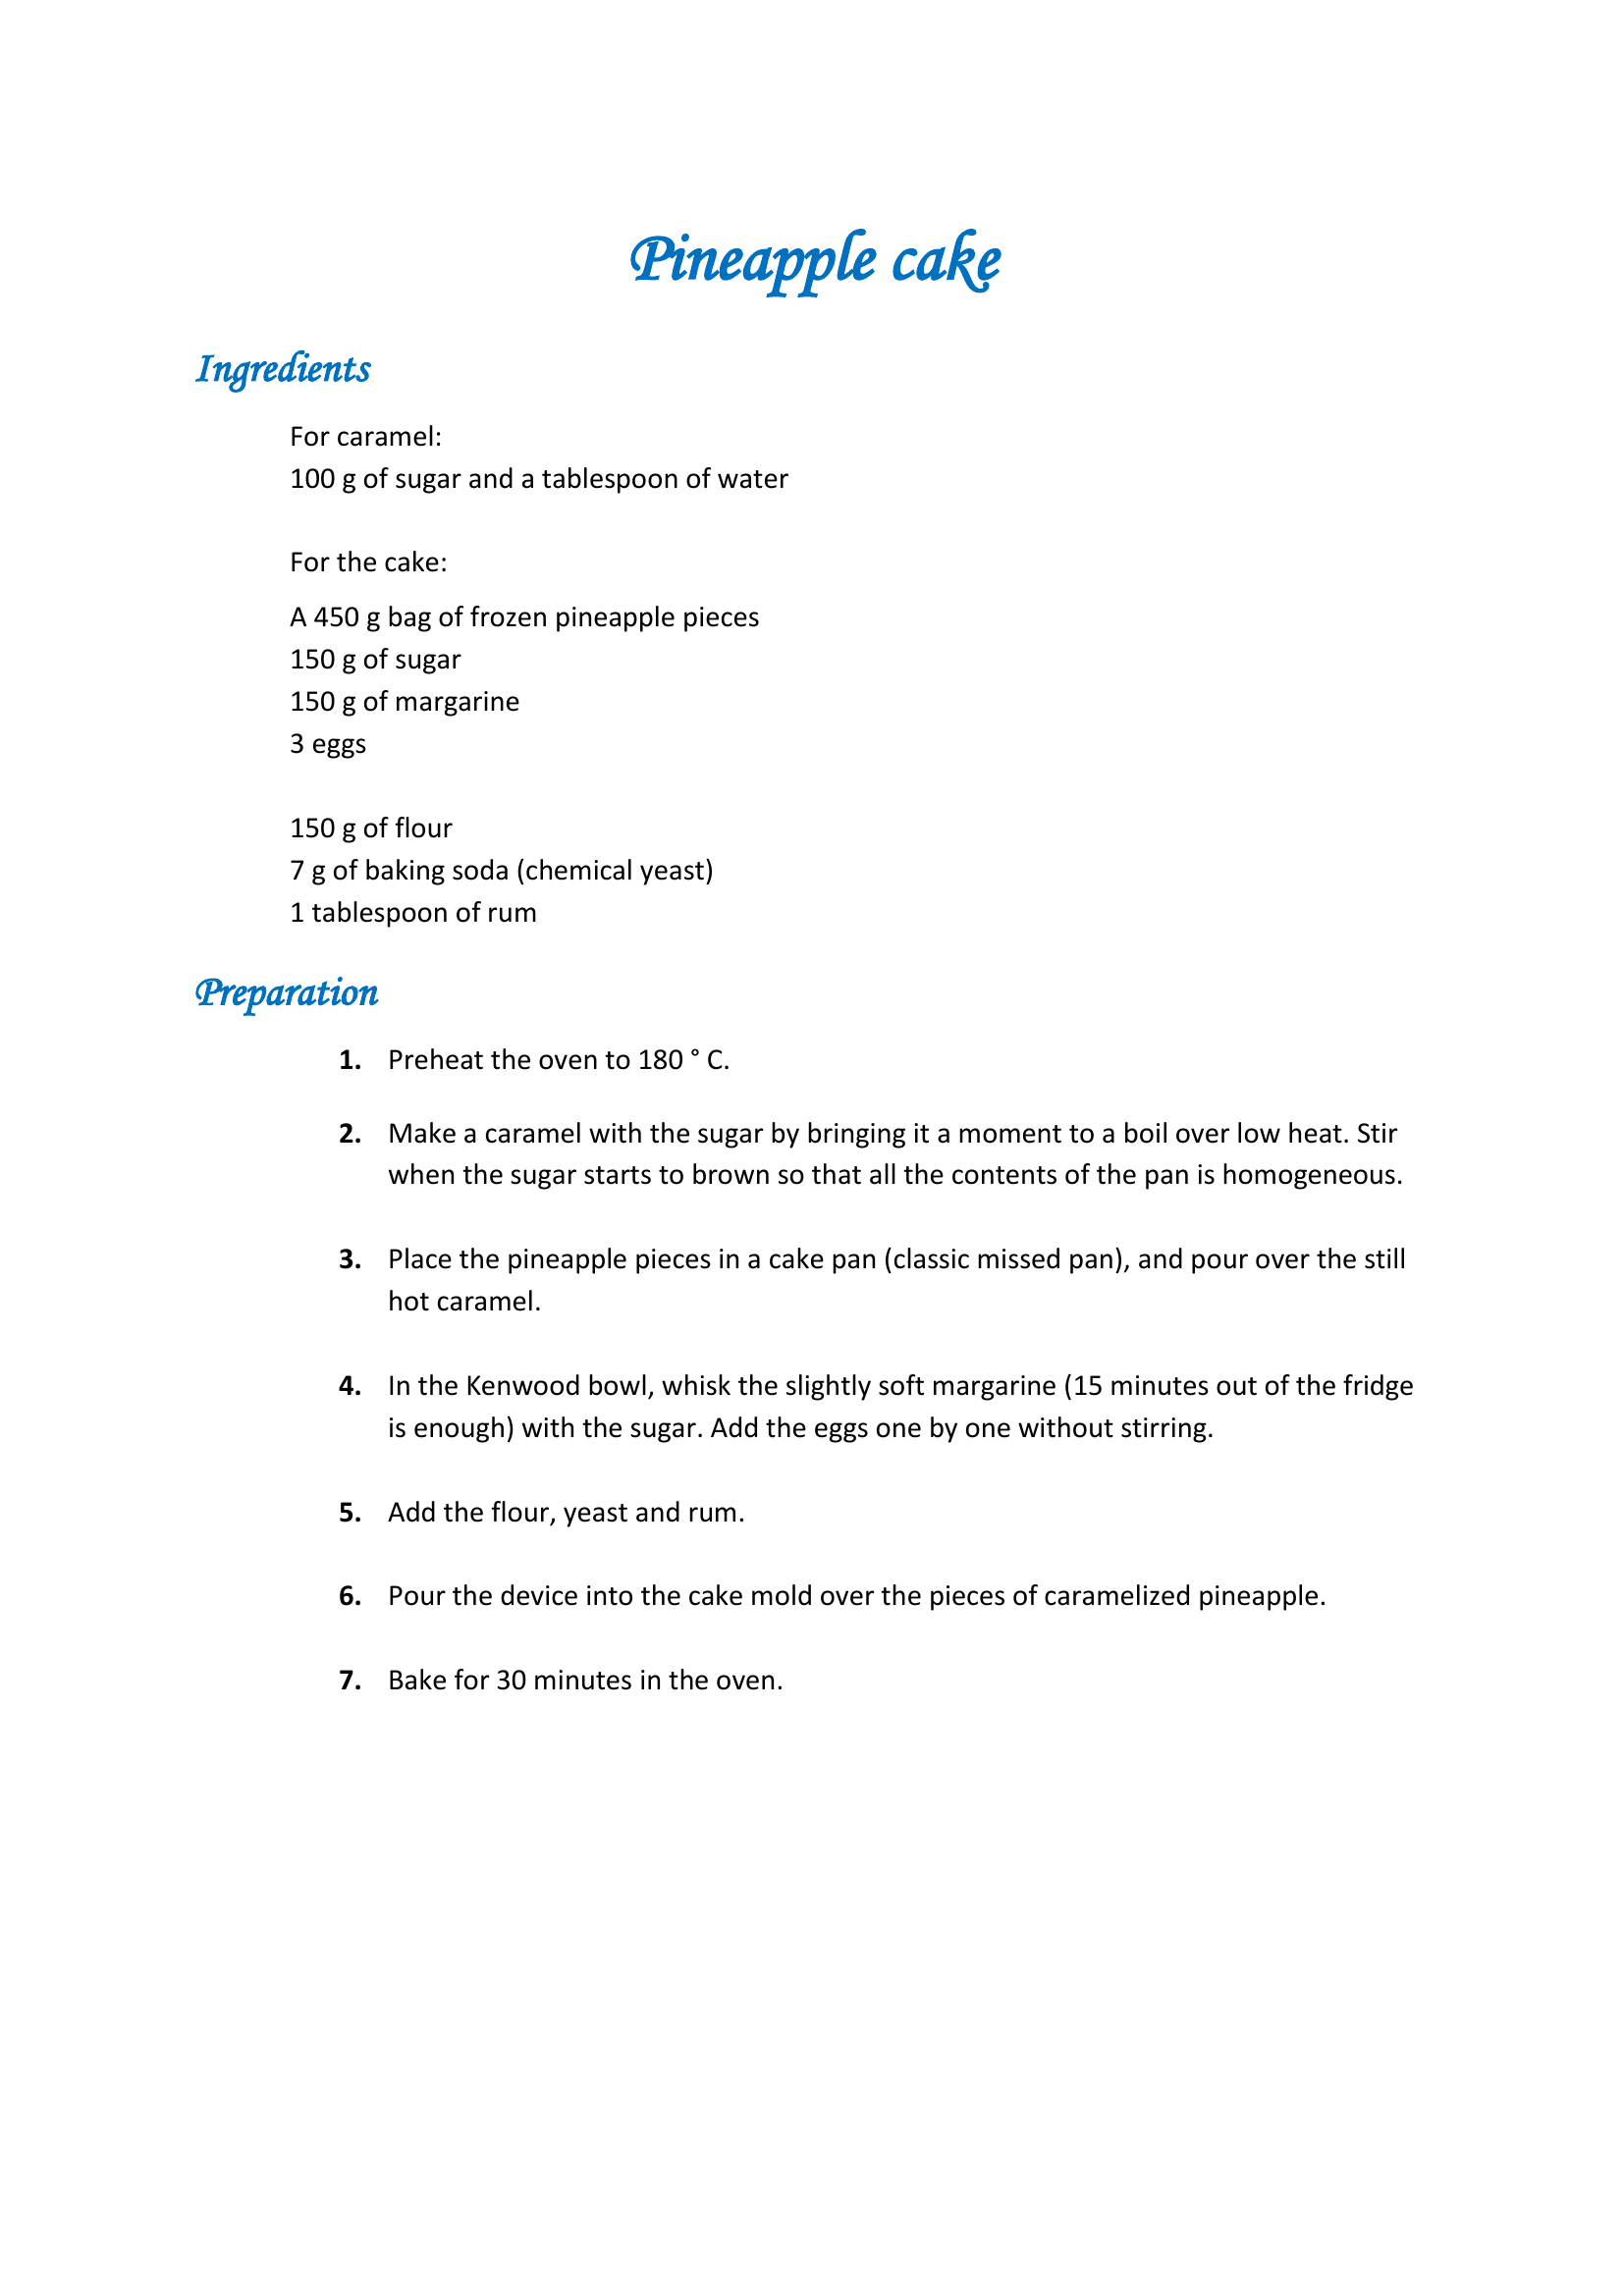 Pineapple cake
Ingredients
For caramel:
100 g of sugar and a tablespoon of water
For the cake:
A 450 g bag of frozen pineapple pieces
150 g of sugar
150 g of margarine
3 eggs
150 g of flour
7 g of baking soda (chemical yeast)
1 tablespoon of rum
Preparation
1. Preheat the oven to 180 ° C.
2. Make a caramel with the sugar by bringing it a moment to a boil over low heat. Stir
when the sugar starts to brown so that all the contents of the pan is homogeneous.
3. Place the pineapple pieces in a cake pan (classic missed pan), and pour over the still
hot caramel.
4. In the Kenwood bowl, whisk the slightly soft margarine (15 minutes out of the fridge
is enough) with the sugar. Add the eggs one by one without stirring.
5. Add the flour, yeast and rum.
6. Pour the device into the cake mold over the pieces of caramelized pineapple.
7. Bake for 30 minutes in the oven.